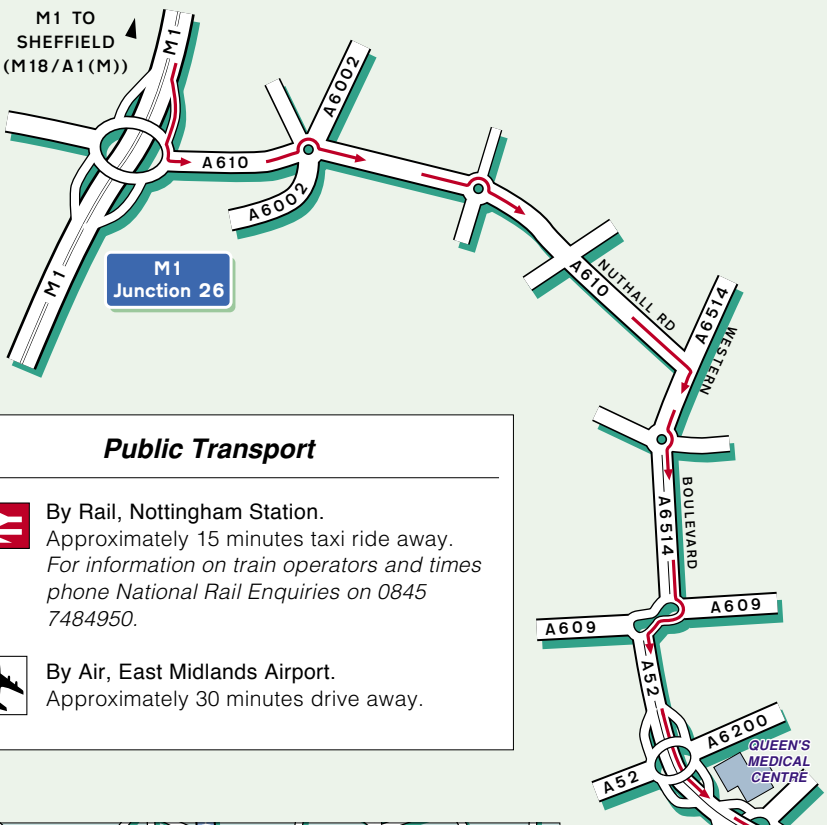 M1 TO
SHEFFIELD
(M18/A1(M))
M1
A6002
A610
A6002
M1
M1
Junction 26
A610
NUTHALL RD
A6514
WESTERN
BOULEVARD
A6514
A609
A609
A52
A6200
A52
QUEEN'S
MEDICAL
CENTRE
Public Transport
By Rail, Nottingham Station.
Approximately 15 minutes taxi ride away.
For information on train operators and times
phone National Rail Enquiries on 0845
7484950.
By Air, East Midlands Airport.
Approximately 30 minutes drive away.